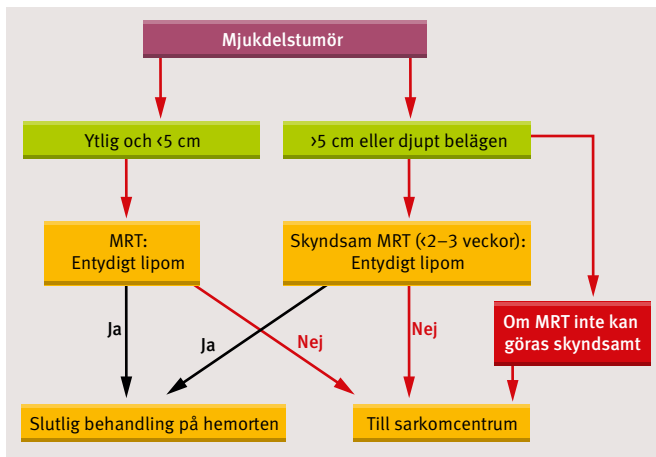 Mjukdelstumör
Ytlig och <5 cm
>5 cm eller djupt belägen
MRT:
Entydigt lipom
Skyndsam MRT (<2–3 veckor):
Entydigt lipom
Ja
Nej
Ja
Nej
Om MRT inte kan
göras skyndsamt
Slutlig behandling på hemorten
Till sarkomcentrum